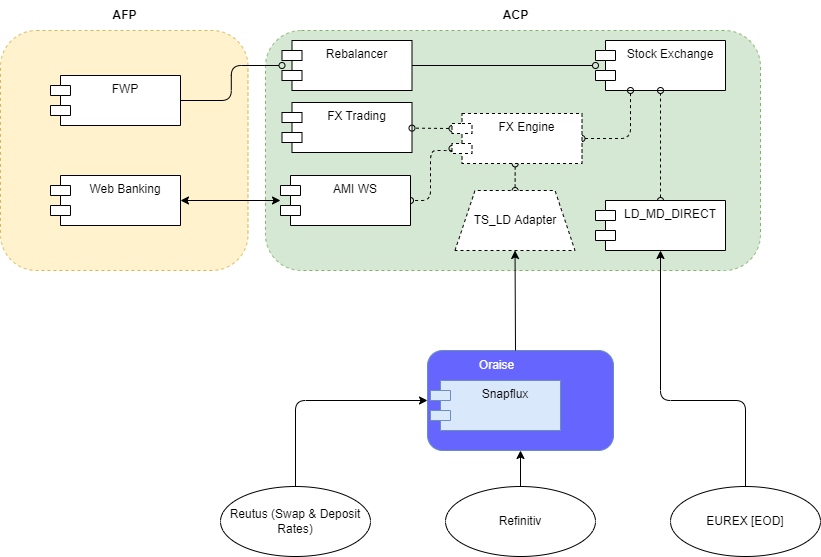 AFP
ACP
Rebalancer
Stock Exchange
FWP
FX Trading
FX Engine
Web Banking
AMI WS
TS_LD Adapter
LD_MD_DIRECT
Oraise
Snapflux
Reutus (Swap & Deposit
Rates)
Refinitiv
EUREX [EOD]